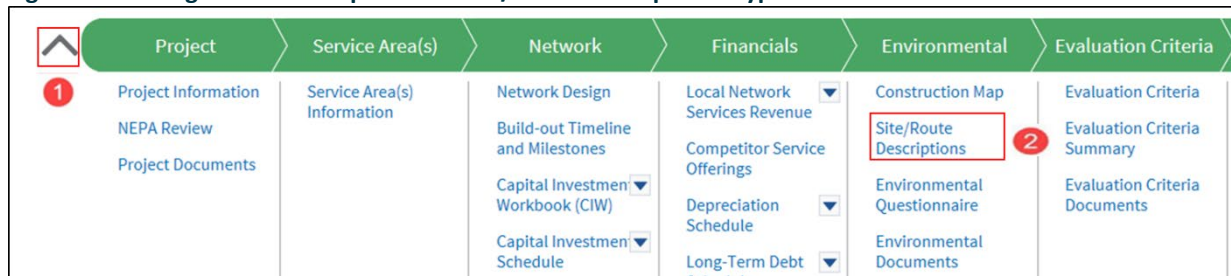 Project
Service Area(s)
Network
Financials
Environmental
Evaluation Criteria
1
Project Information
NEPA Review
Project Documents
Service Area(s)
Information
Network Design
Build-out Timeline
and Milestones
Capital Investmen
Workbook (CIW)
Capital Investmen
Schedule
Local Network
Services Revenue
Competitor Service
Offerings
Depreciation
Schedule
Long-Term Debt
Construction Map
Site/Route
Descriptions
2
Environmental
Questionnaire
Environmental
Documents
Evaluation Criteria
Evaluation Criteria
Summary
Evaluation Criteria
Documents